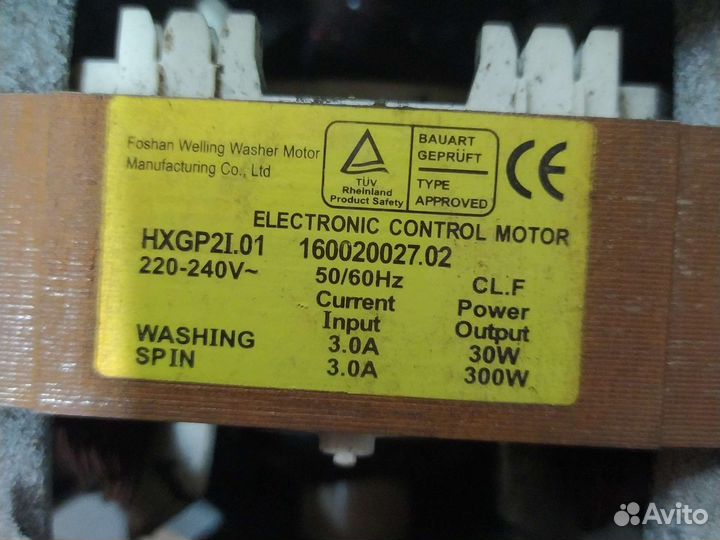 Foshan Welling Washer Motor
Manufacturing Co., Ltd
TÜV
Rheinland
Product Safety
BAUART
GEPRÜFT
TYPE
APPROVED
CE
ELECTRONIC CONTROL MOTOR
HXGP2I.01 160020027.02
220-240V~ 50/60Hz CL.F
Current Power
Input Output
WASHING 3.0A 30W
SPIN 3.0A 300W
Avito